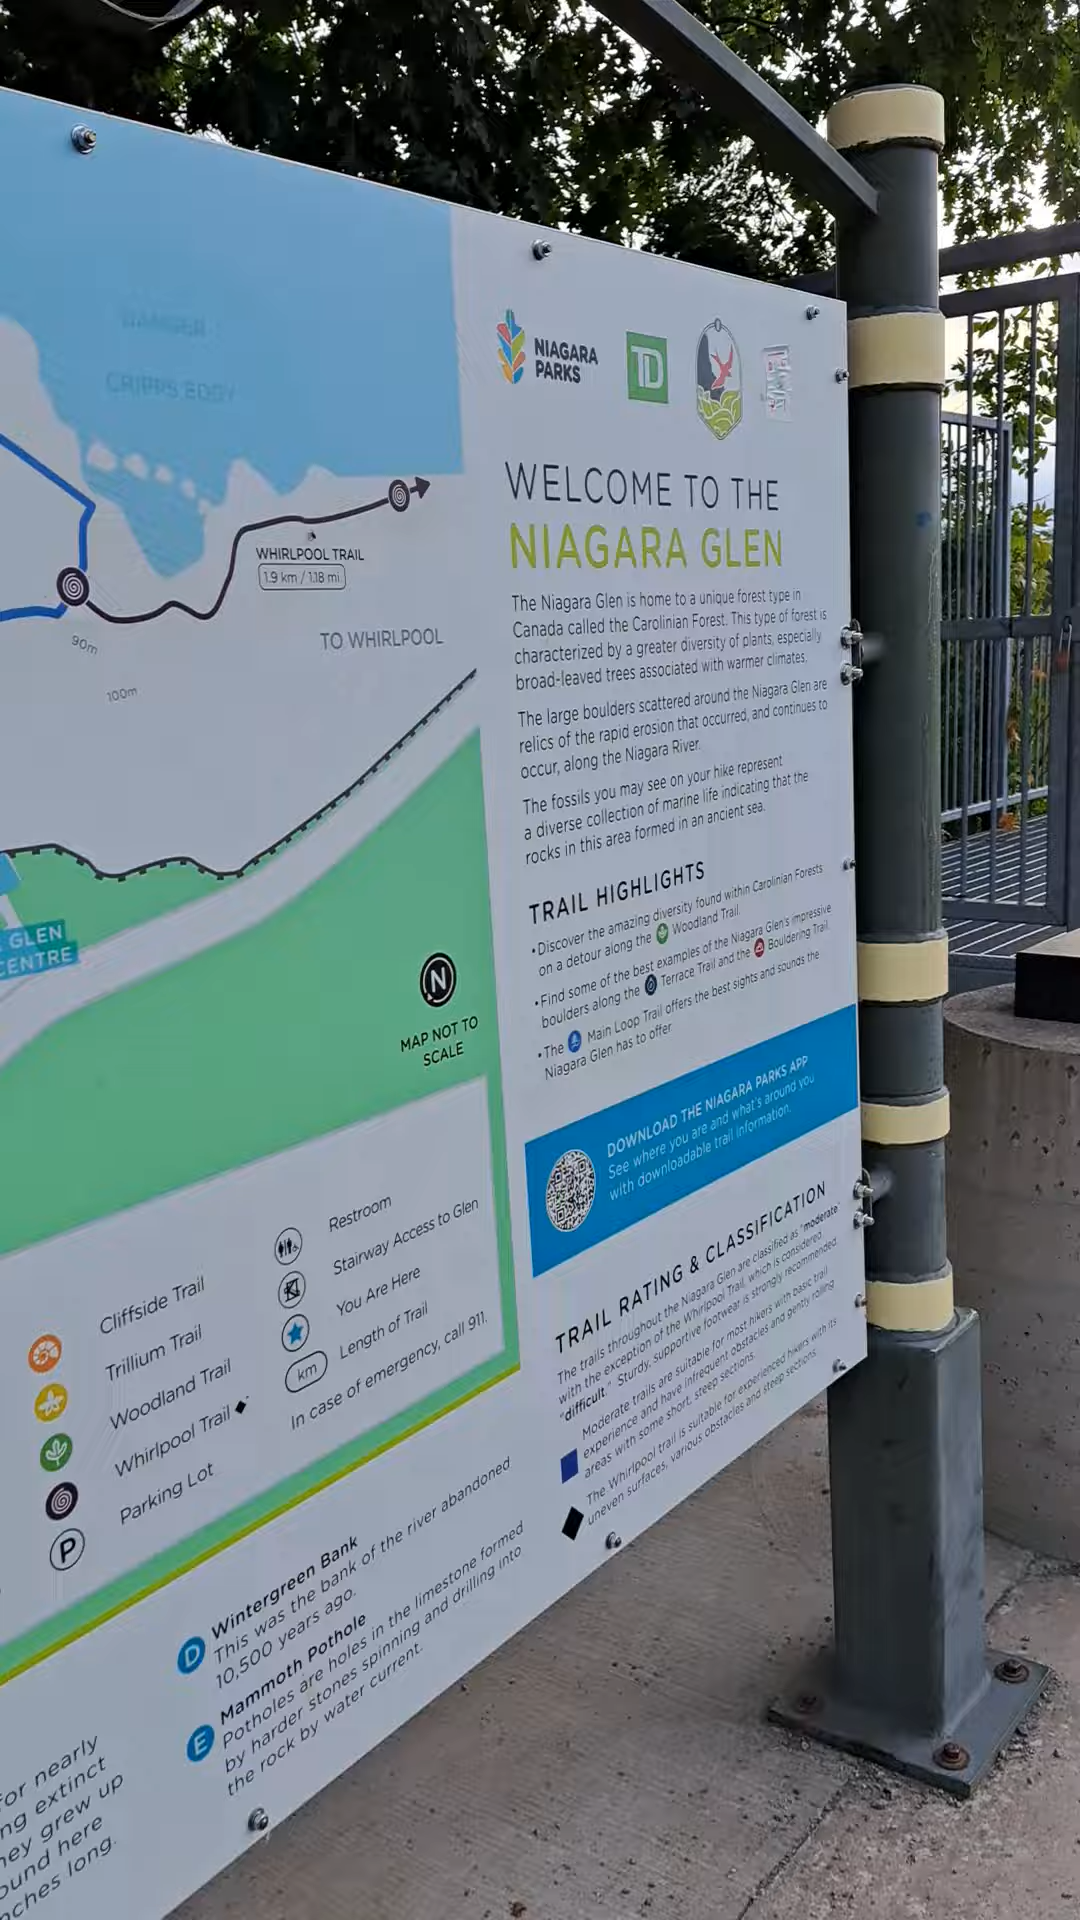 DANGER
CRIPPS EDDY
WHIRLPOOL TRAIL
1.9 km / 1.18 mi
TO WHIRLPOOL
90m
100m
GLEN
CENTRE
N
MAP NOT TO
SCALE
Cliffside Trail
Trillium Trail
Woodland Trail
Whirlpool Trail
P
Parking Lot
Restroom
Stairway Access to Glen
You Are Here
km
Length of Trail
In case of emergency, call 911.
NIAGARA
PARKS
TD
WELCOME TO THE
NIAGARA GLEN
The Niagara Glen is home to a unique forest type in
Canada called the Carolinian Forest. This type of forest is
characterized by a greater diversity of plants, especially
broad-leaved trees associated with warmer climates.
The large boulders scattered around the Niagara Glen are
relics of the rapid erosion that occurred, and continues to
occur, along the Niagara River.
The fossils you may see on your hike represent
a diverse collection of marine life indicating that the
rocks in this area formed in an ancient sea.
TRAIL HIGHLIGHTS
•Discover the amazing diversity found within Carolinian Forests
on a detour along the Woodland Trail.
•Find some of the best examples of the Niagara Glen's impressive
boulders along the Terrace Trail and the Bouldering Trail.
•The Main Loop Trail offers the best sights and sounds the
Niagara Glen has to offer.
DOWNLOAD THE NIAGARA PARKS APP
See where you are and what's around you
with downloadable trail information.
TRAIL RATING & CLASSIFICATION
The trails throughout the Niagara Glen are classified as "moderate"
with the exception of the Whirlpool Trail, which is considered
"difficult." Sturdy, supportive footwear is strongly recommended.
Moderate trails are suitable for most hikers with basic trail
experience and have infrequent obstacles and gently rolling
areas with some short, steep sections.
The Whirlpool trail is suitable for experienced hikers with its
uneven surfaces, various obstacles and steep sections.
D Wintergreen Bank
This was the bank of the river abandoned
10,500 years ago.
E Mammoth Pothole
Potholes are holes in the limestone formed
by harder stones spinning and drilling into
the rock by water current.
for nearly
extinct
they grew up
found here
inches long.